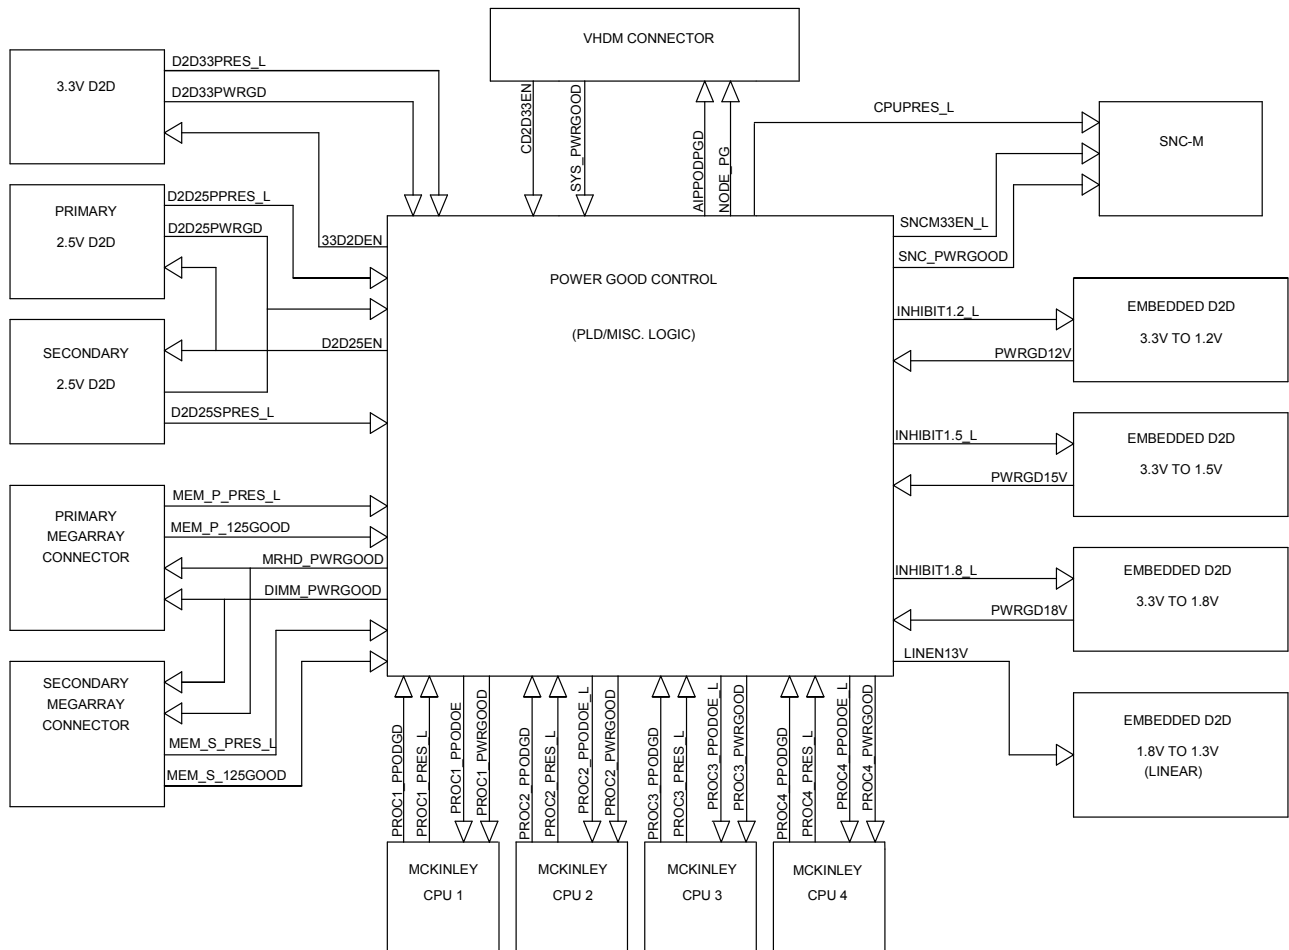 VHDM CONNECTOR
3.3V D2D
D2D33PRES_L
D2D33PWRGD
CD2D33EN
SYS_PWRGOOD
AIPPODPGD
NODE_PG
CPUPRES_L
SNC-M
SNCM33EN_L
SNC_PWRGOOD
PRIMARY
2.5V D2D
D2D25PPRES_L
D2D25PWRGD
33D2DEN
POWER GOOD CONTROL
(PLD/MISC. LOGIC)
SECONDARY
2.5V D2D
D2D25EN
D2D25SPRES_L
INHIBIT1.2_L
PWRGD12V
EMBEDDED D2D
3.3V TO 1.2V
INHIBIT1.5_L
PWRGD15V
EMBEDDED D2D
3.3V TO 1.5V
PRIMARY
MEGARRAY
CONNECTOR
MEM_P_PRES_L
MEM_P_125GOOD
MRHD_PWRGOOD
DIMM_PWRGOOD
INHIBIT1.8_L
PWRGD18V
EMBEDDED D2D
3.3V TO 1.8V
SECONDARY
MEGARRAY
CONNECTOR
MEM_S_PRES_L
MEM_S_125GOOD
LINEN13V
EMBEDDED D2D
1.8V TO 1.3V
(LINEAR)
PROC1_PPODGD
PROC1_PRES_L
PROC1_PPODOE
PROC1_PWRGOOD
PROC2_PPODGD
PROC2_PRES_L
PROC2_PPODOE_L
PROC2_PWRGOOD
PROC3_PPODGD
PROC3_PRES_L
PROC3_PPODOE_L
PROC3_PWRGOOD
PROC4_PPODGD
PROC4_PRES_L
PROC4_PPODOE_L
PROC4_PWRGOOD
MCKINLEY
CPU 1
MCKINLEY
CPU 2
MCKINLEY
CPU 3
MCKINLEY
CPU 4